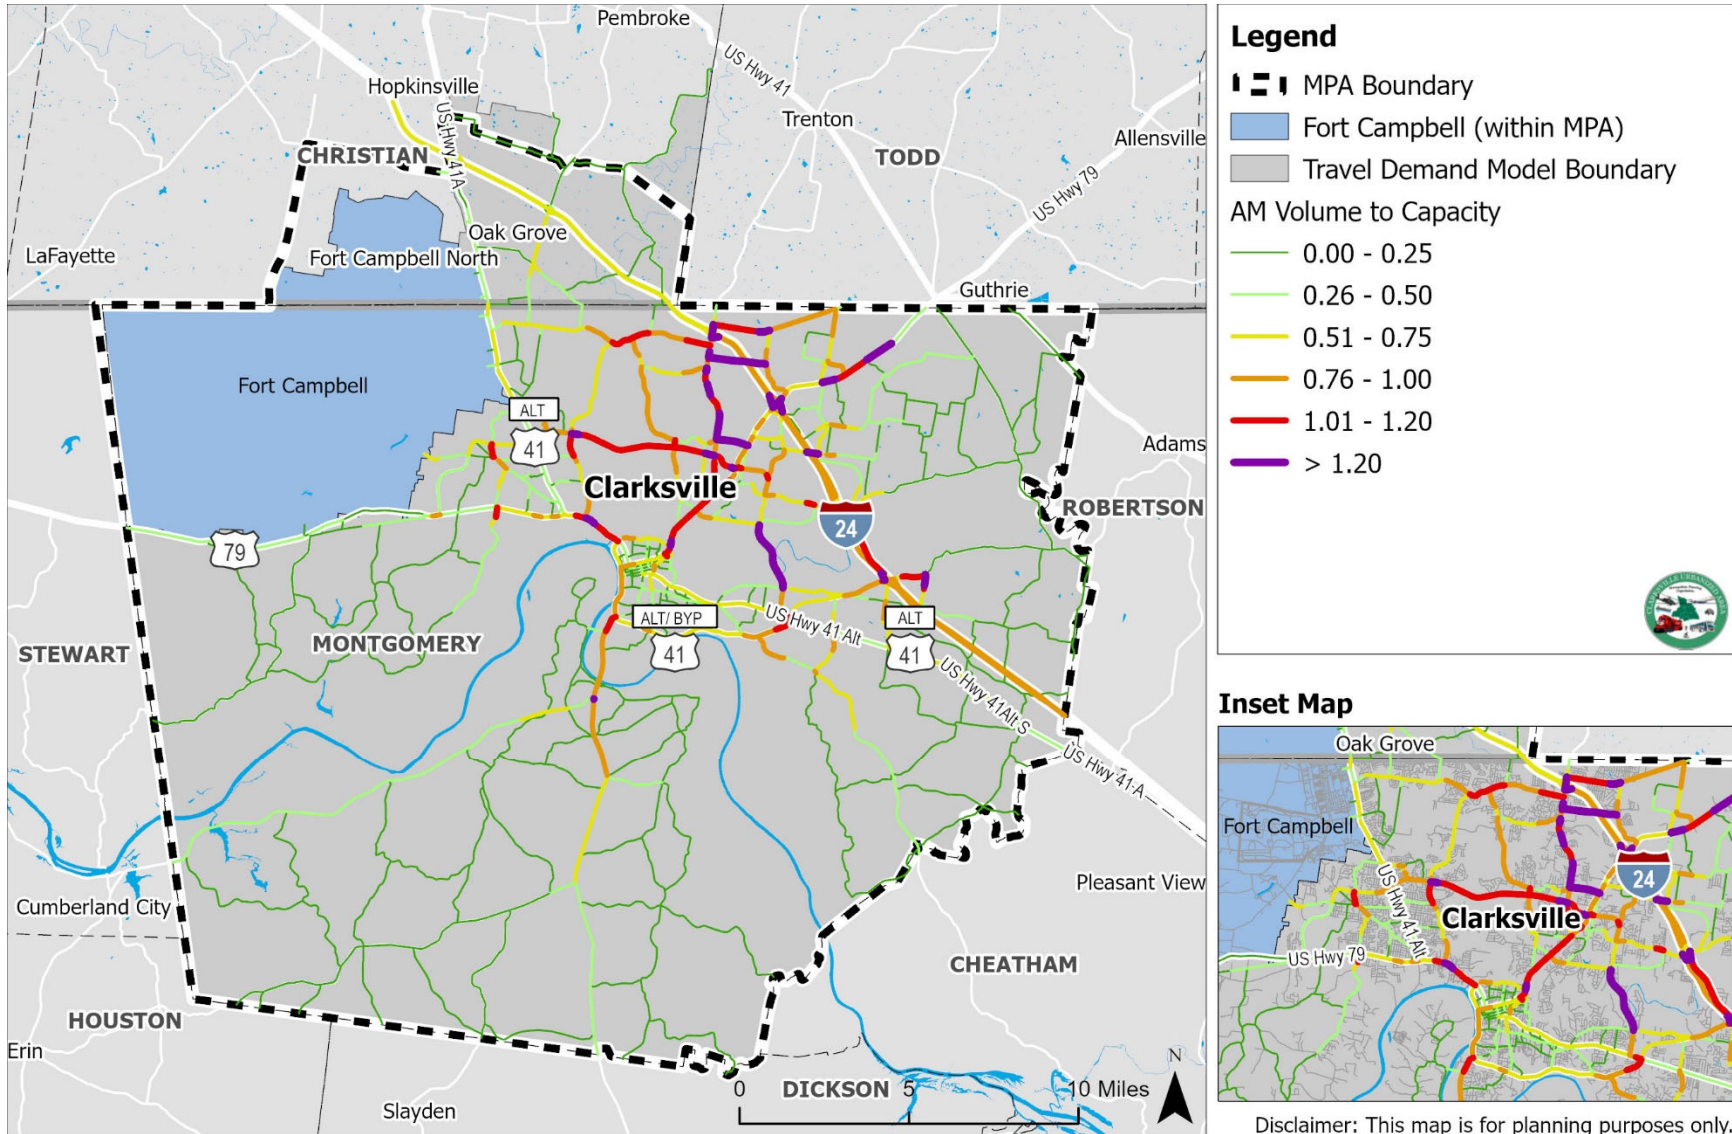 Pembroke
US Hwy 41
Hopkinsville
US Hwy 41A
Trenton
Allensville
CHRISTIAN
TODD
US Hwy 79
Oak Grove
LaFayette
Fort Campbell North
Guthrie
Fort Campbell
ALT
41
Adams
Clarksville
ROBERTSON
24
79
MONTGOMERY
STEWART
ALT/ BYP
41
US Hwy 41 Alt
ALT
41
US Hwy 41Alt S
US Hwy 41 A
Pleasant View
Cumberland City
CHEATHAM
HOUSTON
Erin
N
0 5 10 Miles
DICKSON
Slayden
Legend
MPA Boundary
Fort Campbell (within MPA)
Travel Demand Model Boundary
AM Volume to Capacity
0.00 - 0.25
0.26 - 0.50
0.51 - 0.75
0.76 - 1.00
1.01 - 1.20
> 1.20
Inset Map
Oak Grove
Fort Campbell
24
US Hwy 41 Alt
Clarksville
US Hwy 79
Disclaimer: This map is for planning purposes only.